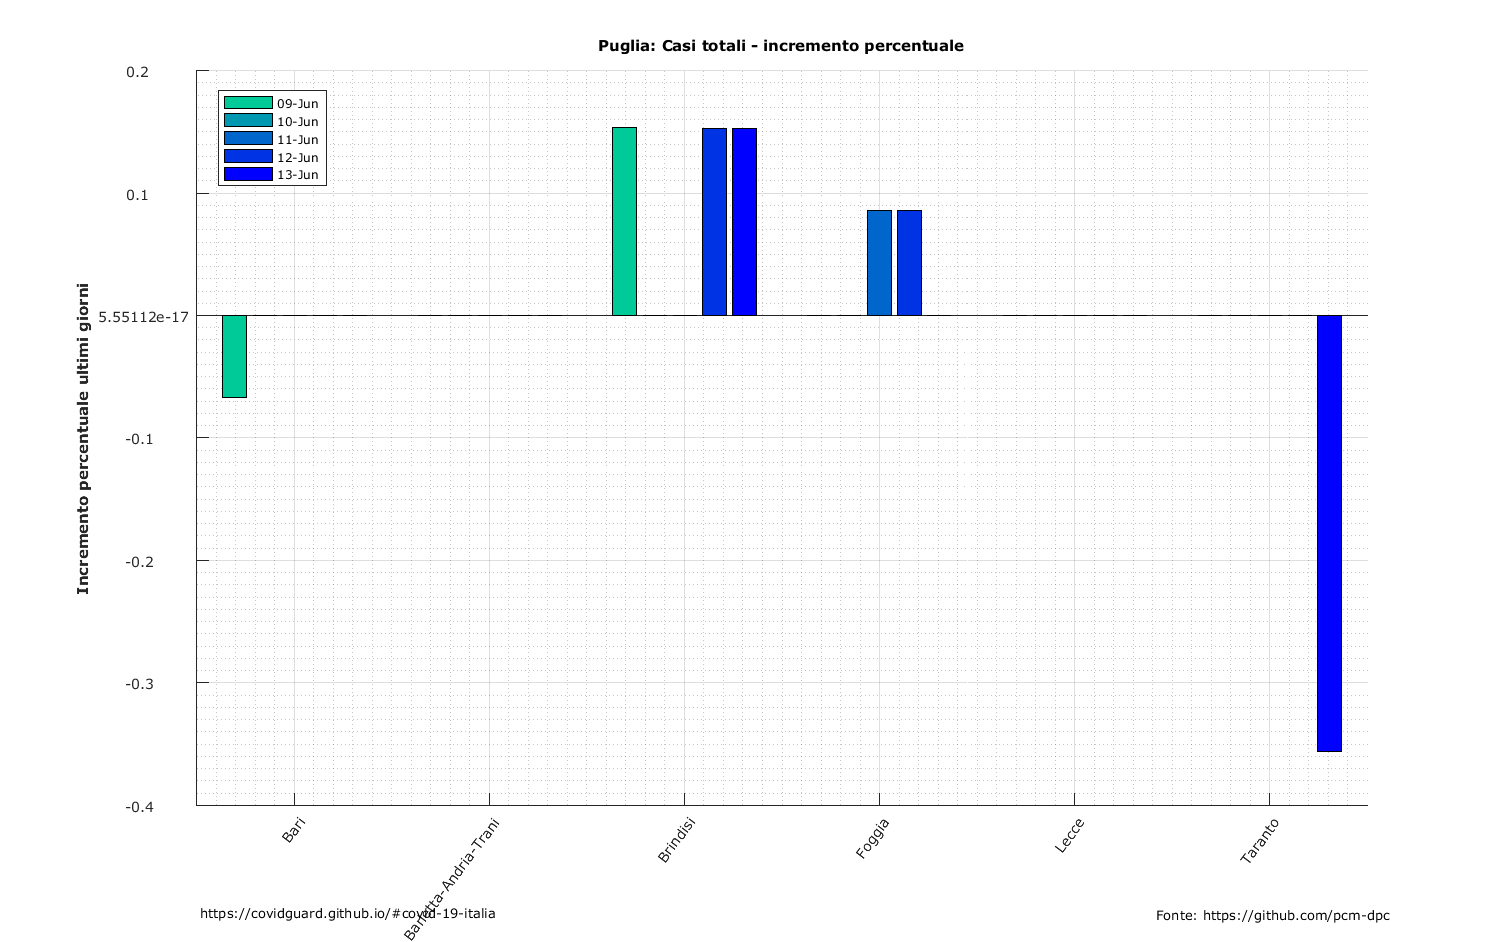 Puglia: Casi totali - incremento percentuale
0.2
0.1
5.55112e-17
-0.1
-0.2
-0.3
-0.4
Incremento percentuale ultimi giorni
09-Jun
10-Jun
11-Jun
12-Jun
13-Jun
Bari
Barletta-Andria-Trani
Brindisi
Foggia
Lecce
Taranto
https://covidguard.github.io/#covid-19-italia
Fonte: https://github.com/pcm-dpc